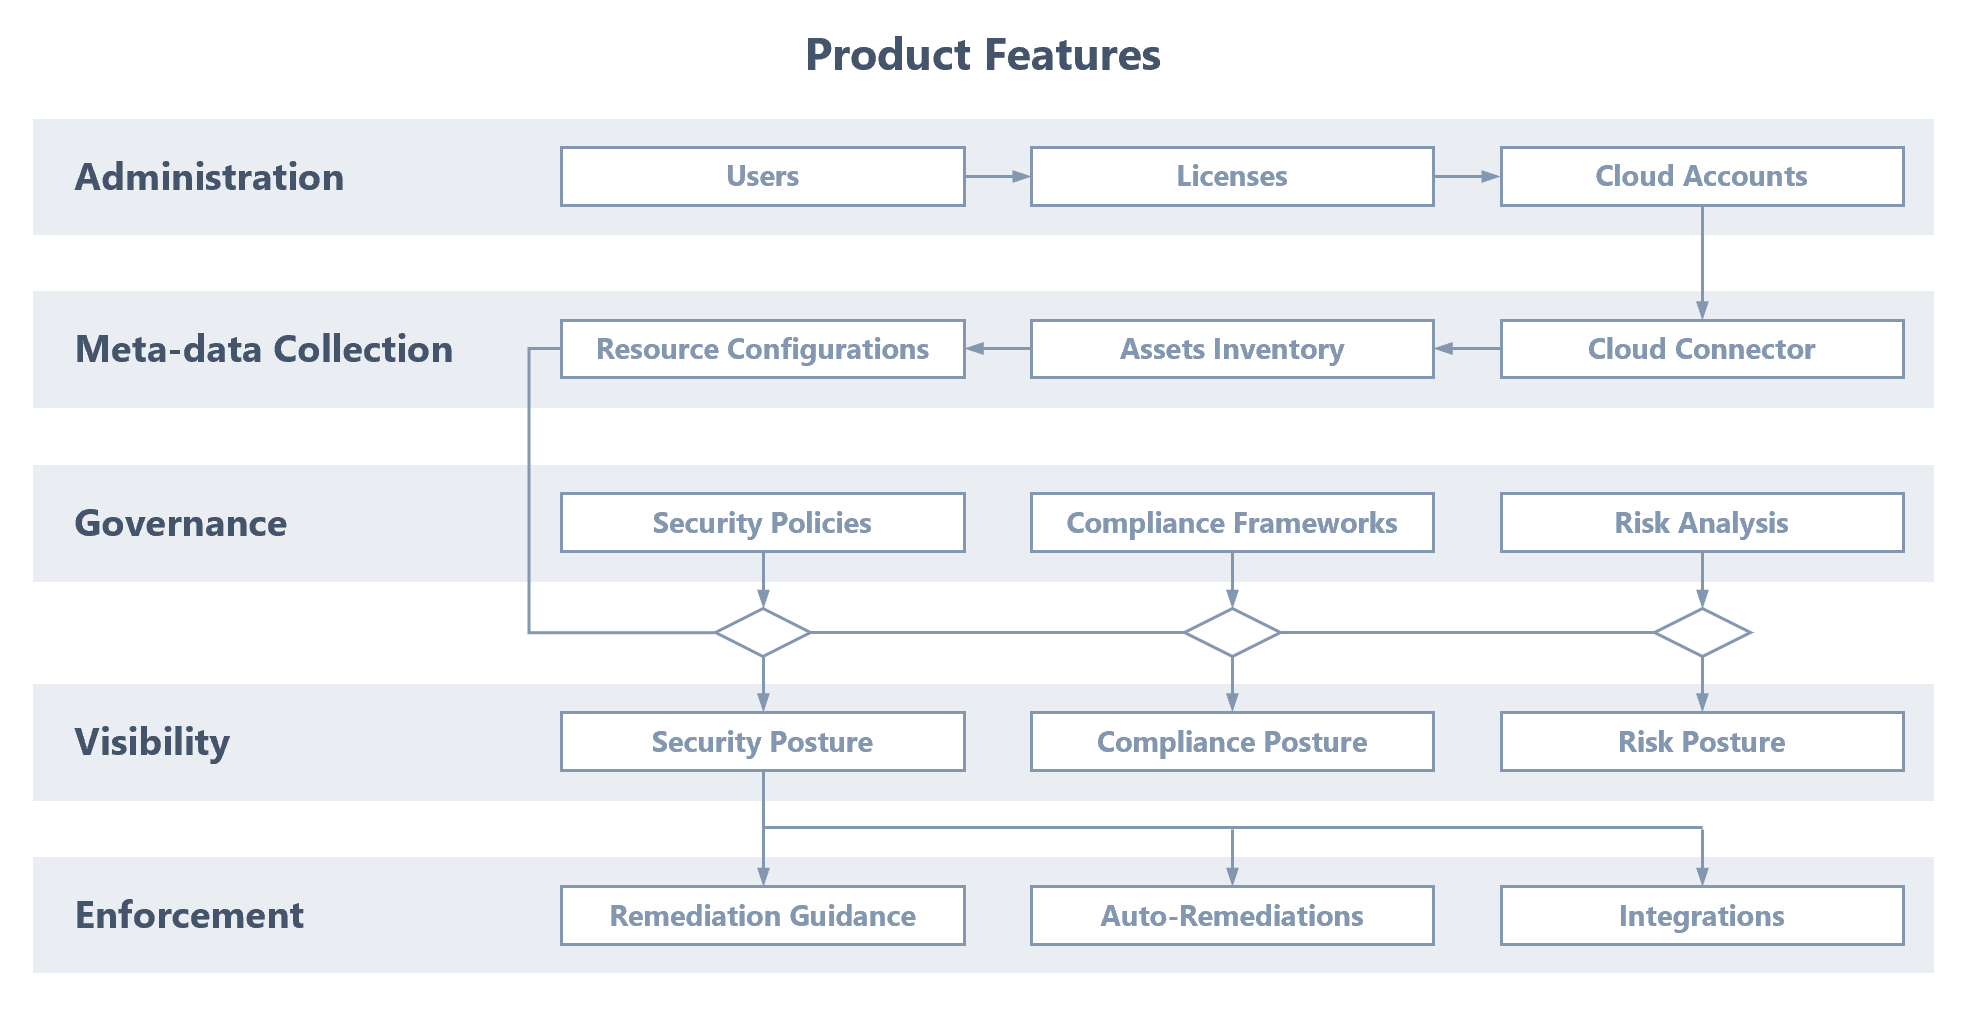 Product Features
Administration
Users
Licenses
Cloud Accounts
Meta-data Collection
Resource Configurations
Assets Inventory
Cloud Connector
Governance
Security Policies
Compliance Frameworks
Risk Analysis
Visibility
Security Posture
Compliance Posture
Risk Posture
Enforcement
Remediation Guidance
Auto-Remediations
Integrations